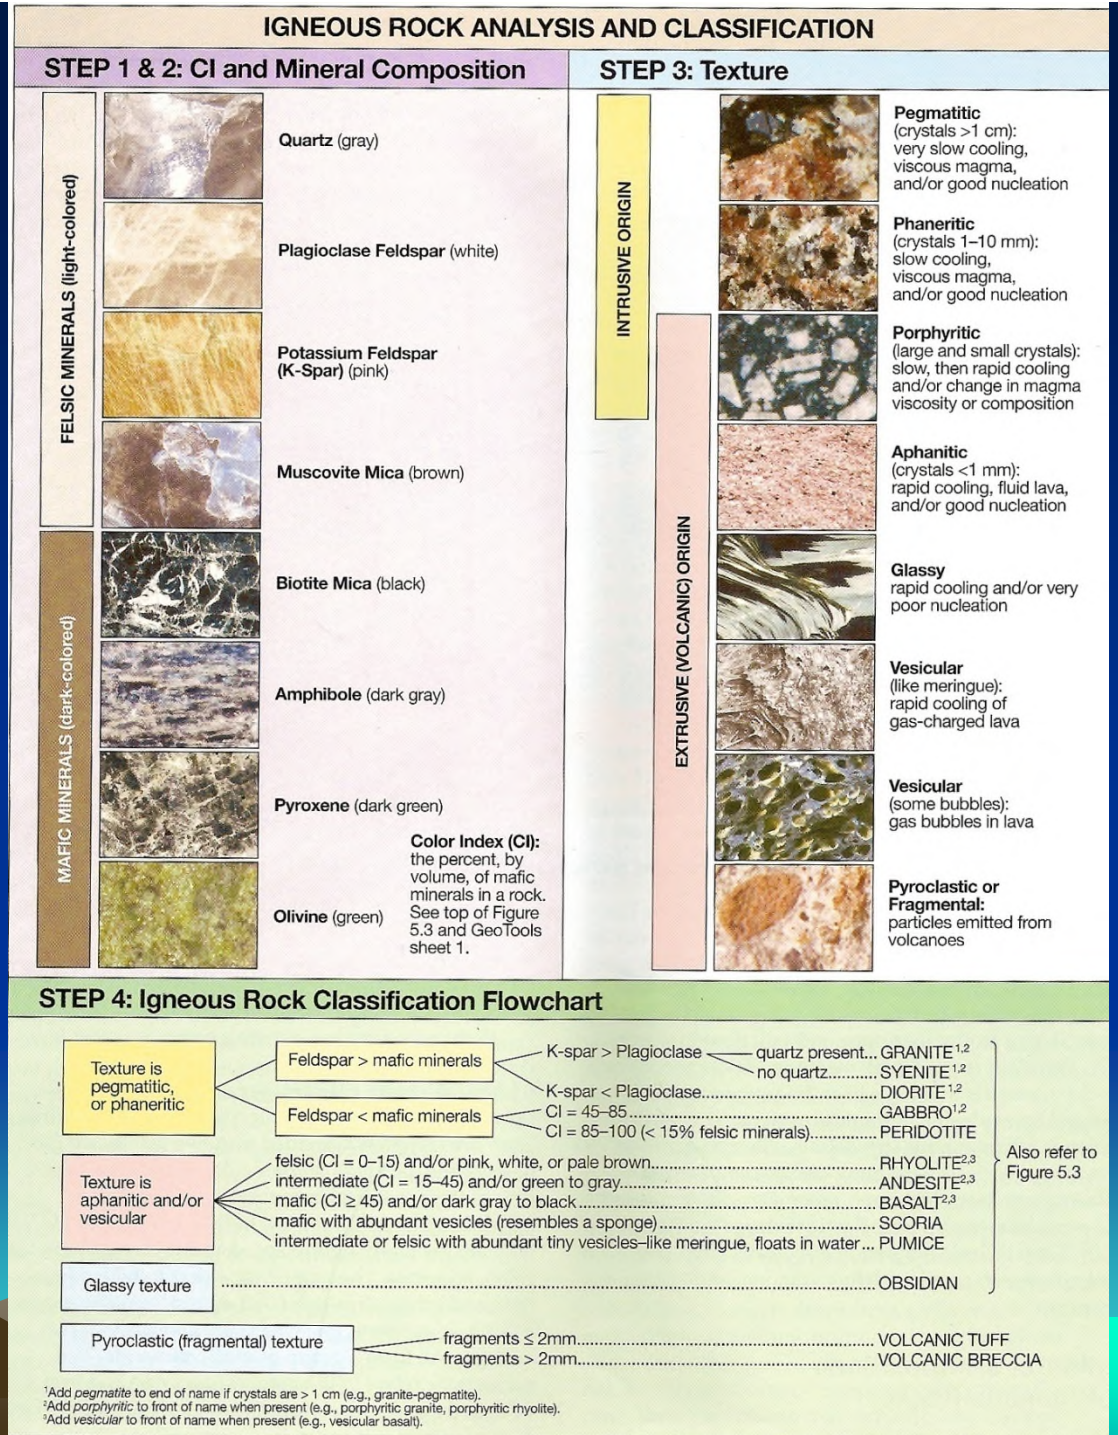 IGNEOUS ROCK ANALYSIS AND CLASSIFICATION
STEP 1 & 2: CI and Mineral Composition
FELSIC MINERALS (light-colored)
Quartz (gray)
Plagioclase Feldspar (white)
Potassium Feldspar
(K-Spar) (pink)
Muscovite Mica (brown)
MAFIC MINERALS (dark-colored)
Biotite Mica (black)
Amphibole (dark gray)
Pyroxene (dark green)
Olivine (green)
Color Index (CI):
the percent, by
volume, of mafic
minerals in a rock.
See top of Figure
5.3 and GeoTools
sheet 1.
STEP 3: Texture
INTRUSIVE ORIGIN
EXTRUSIVE (VOLCANIC) ORIGIN
Pegmatitic
(crystals >1 cm):
very slow cooling,
viscous magma,
and/or good nucleation
Phaneritic
(crystals 1–10 mm):
slow cooling,
viscous magma,
and/or good nucleation
Porphyritic
(large and small crystals):
slow, then rapid cooling
and/or change in magma
viscosity or composition
Aphanitic
(crystals <1 mm):
rapid cooling, fluid lava,
and/or good nucleation
Glassy
rapid cooling and/or very
poor nucleation
Vesicular
(like meringue):
rapid cooling of
gas-charged lava
Vesicular
(some bubbles):
gas bubbles in lava
Pyroclastic or
Fragmental:
particles emitted from
volcanoes
STEP 4: Igneous Rock Classification Flowchart
Texture is
pegmatitic,
or phaneritic
Feldspar > mafic minerals
K-spar > Plagioclase
quartz present... GRANITE¹,²
no quartz........... SYENITE¹,²
K-spar < Plagioclase........................................ DIORITE¹,²
Feldspar < mafic minerals
CI = 45–85.......................................................... GABBRO¹,²
CI = 85–100 (< 15% felsic minerals)............... PERIDOTITE
Texture is
aphanitic and/or
vesicular
felsic (CI = 0–15) and/or pink, white, or pale brown..................................... RHYOLITE²,³
intermediate (CI = 15–45) and/or green to gray........................................... ANDESITE²,³
mafic (CI ≥ 45) and/or dark gray to black..................................................... BASALT²,³
mafic with abundant vesicles (resembles a sponge)................................... SCORIA
intermediate or felsic with abundant tiny vesicles–like meringue, floats in water... PUMICE
Glassy texture ........................................................................................ OBSIDIAN
Also refer to
Figure 5.3
Pyroclastic (fragmental) texture
fragments ≤ 2mm................................................ VOLCANIC TUFF
fragments > 2mm................................................ VOLCANIC BRECCIA
¹Add pegmatite to end of name if crystals are > 1 cm (e.g., granite-pegmatite).
²Add porphyritic to front of name when present (e.g., porphyritic granite, porphyritic rhyolite).
³Add vesicular to front of name when present (e.g., vesicular basalt).